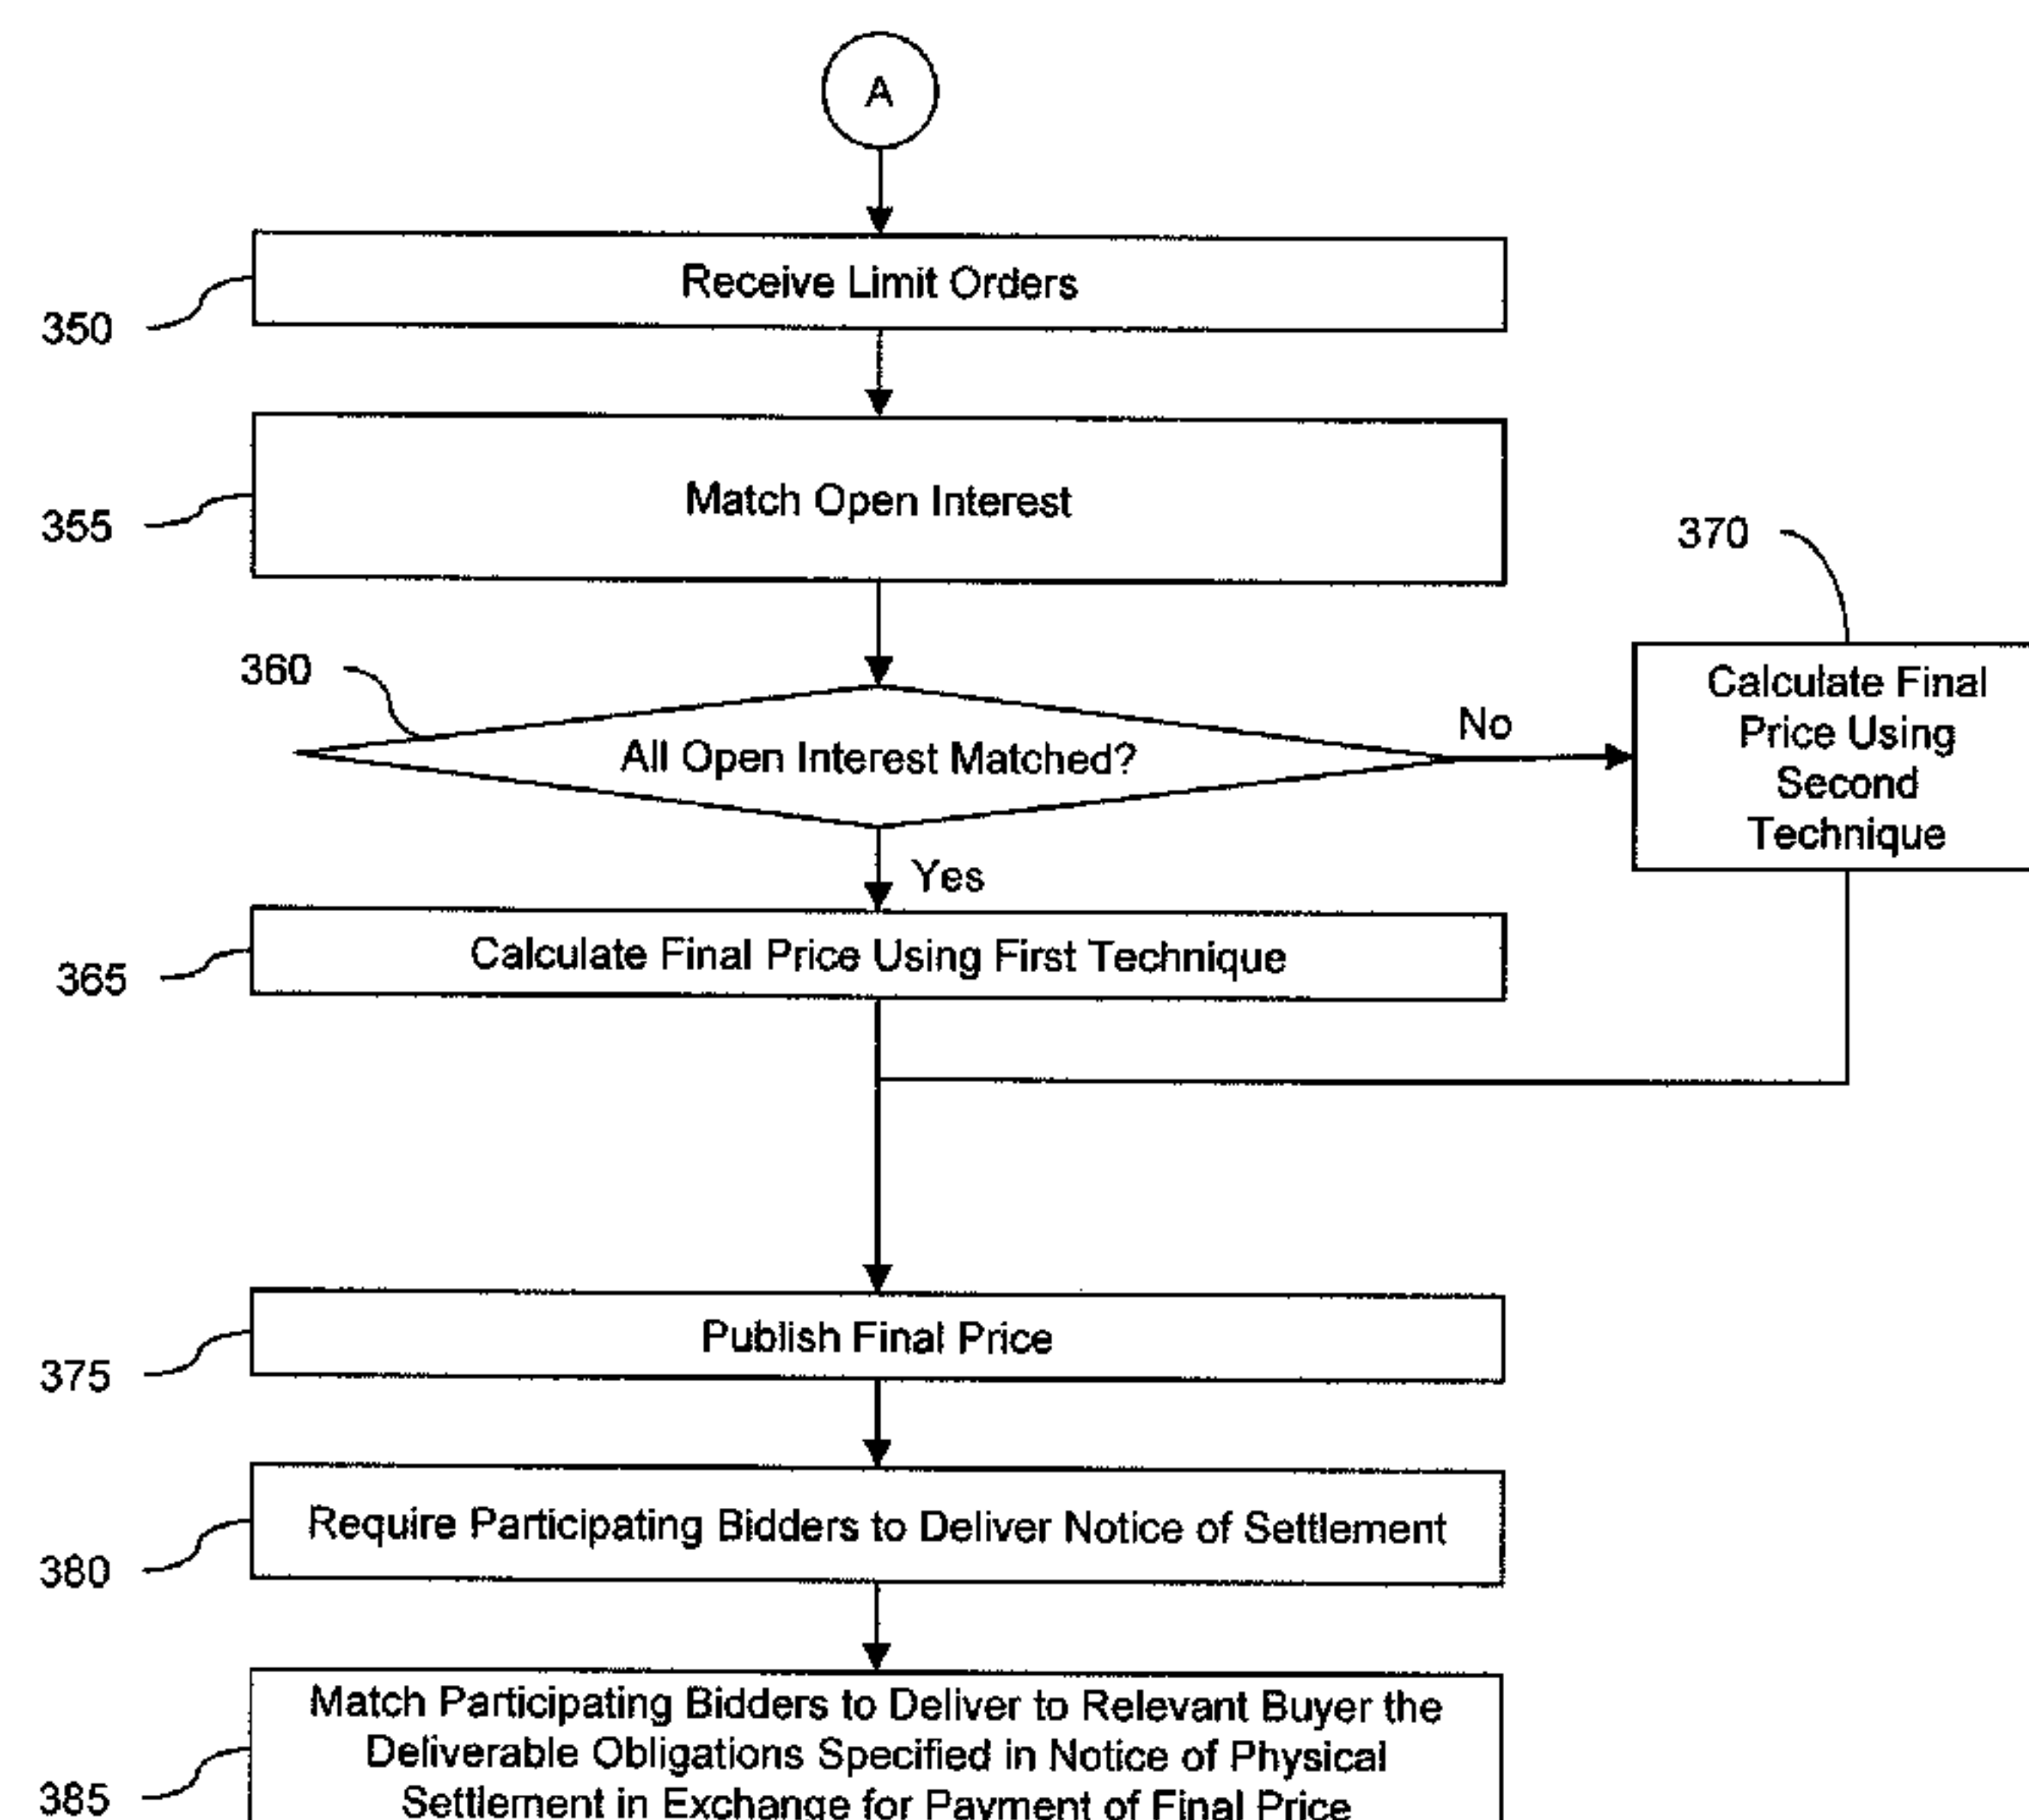 A
Receive Limit Orders
350
Match Open Interest
355
370
Calculate Final
Price Using
Second
Technique
360
All Open Interest Matched?
No
Yes
Calculate Final Price Using First Technique
365
Publish Final Price
375
Require Participating Bidders to Deliver Notice of Settlement
380
Match Participating Bidders to Deliver to Relevant Buyer the
Deliverable Obligations Specified in Notice of Physical
Settlement in Exchange for Payment of Final Price
385